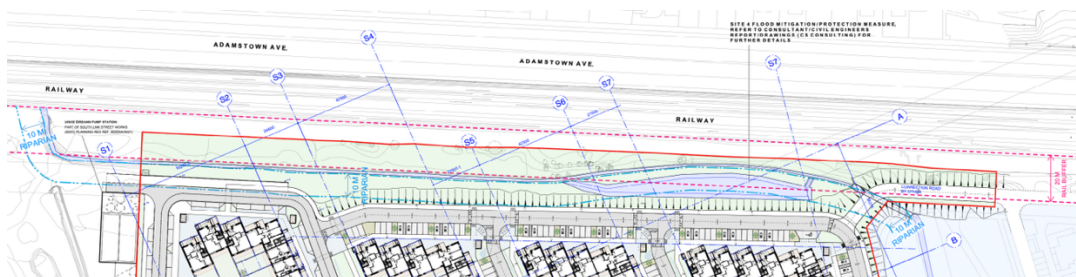 SITE 4 FLOOD MITIGATION/PROTECTION MEASURE,
REFER TO CONSULTANT/CIVIL ENGINEERS
REPORT/DRAWINGS (CS CONSULTING) FOR
FURTHER DETAILS
S4
ADAMSTOWN AVE.
ADAMSTOWN AVE.
S7
S3
S7
RAILWAY
S2
S6
RAILWAY
A
10 M
RIPARIAN
S1
S5
20 M
RAIL BUFFER
10 M
RIPARIAN
CONNECTION ROAD
10 M
RIPARIAN
B